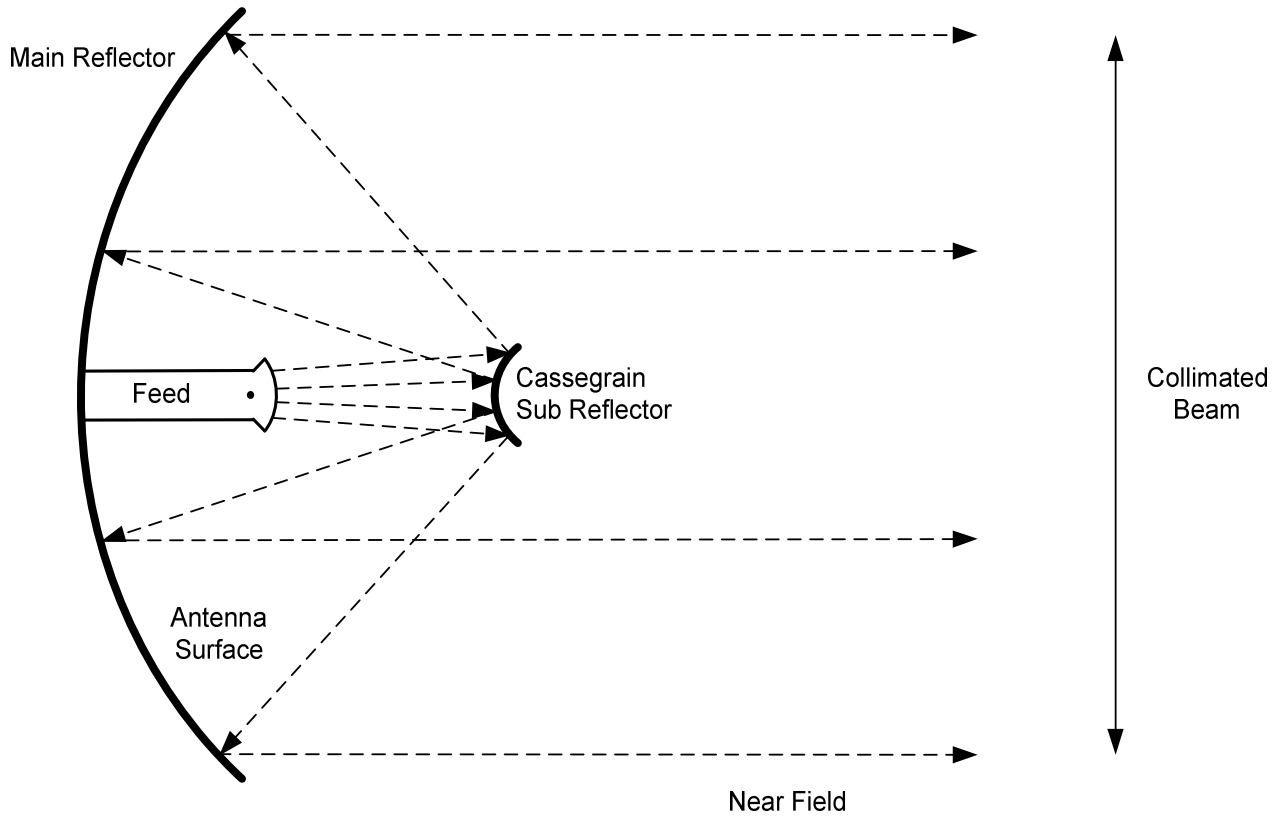 Main Reflector
Feed
Cassegrain
Sub Reflector
Collimated
Beam
Antenna
Surface
Near Field